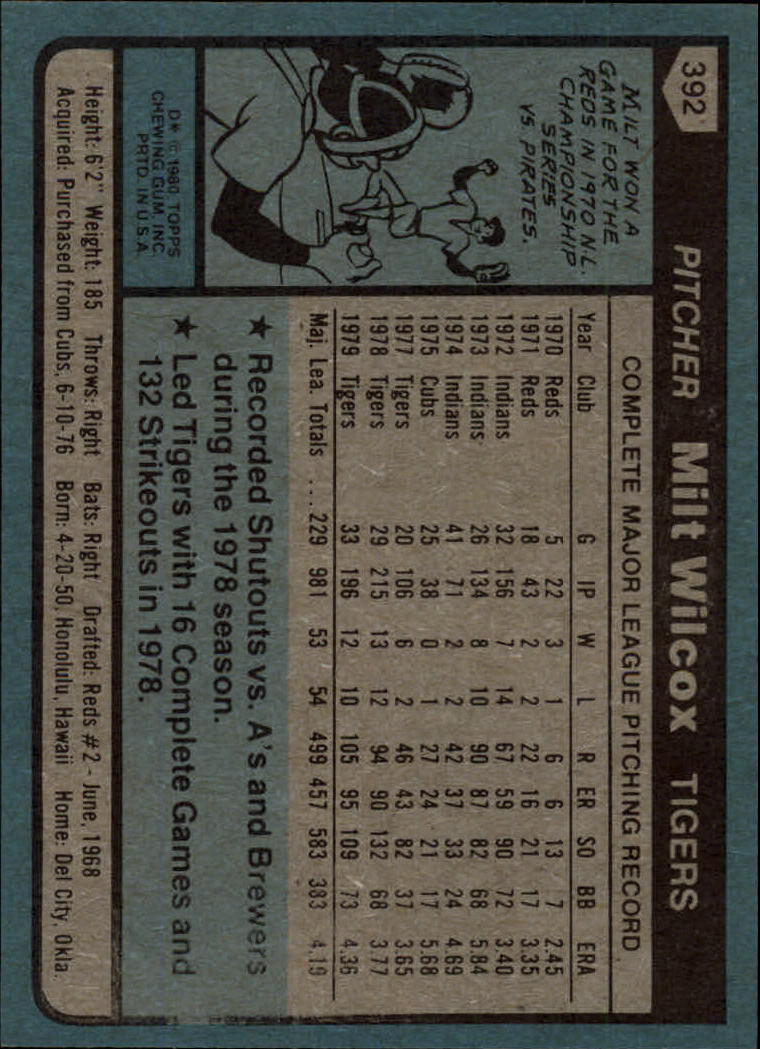 392
PITCHER Milt Wilcox TIGERS
MILT WON A
GAME FOR THE
REDS IN 1970 N.L.
CHAMPIONSHIP
SERIES
VS. PIRATES.
D* © 1980 TOPPS
CHEWING GUM, INC.
PRTD. IN U.S.A.
COMPLETE MAJOR LEAGUE PITCHING RECORD
Year Club G IP W L R ER SO BB ERA
1970 Reds 5 22 3 1 6 6 13 7 2.45
1971 Reds 18 43 2 2 22 16 21 17 3.35
1972 Indians 32 156 7 14 67 59 90 72 3.40
1973 Indians 26 134 8 10 90 87 82 68 5.84
1974 Indians 41 71 2 2 42 37 33 24 4.69
1975 Cubs 25 38 0 1 27 24 21 17 5.68
1977 Tigers 20 106 6 2 46 43 82 37 3.65
1978 Tigers 29 215 13 12 94 90 132 68 3.77
1979 Tigers 33 196 12 10 105 95 109 73 4.36
Maj. Lea. Totals .... 229 981 53 54 499 457 583 383 4.19
★ Recorded Shutouts vs. A's and Brewers
during the 1978 season.
★ Led Tigers with 16 Complete Games and
132 Strikeouts in 1978.
Height: 6'2" Weight: 185 Throws: Right Bats: Right Drafted: Reds #2 - June, 1968
Acquired: Purchased from Cubs, 6-10-76 Born: 4-20-50, Honolulu, Hawaii Home: Del City, Okla.